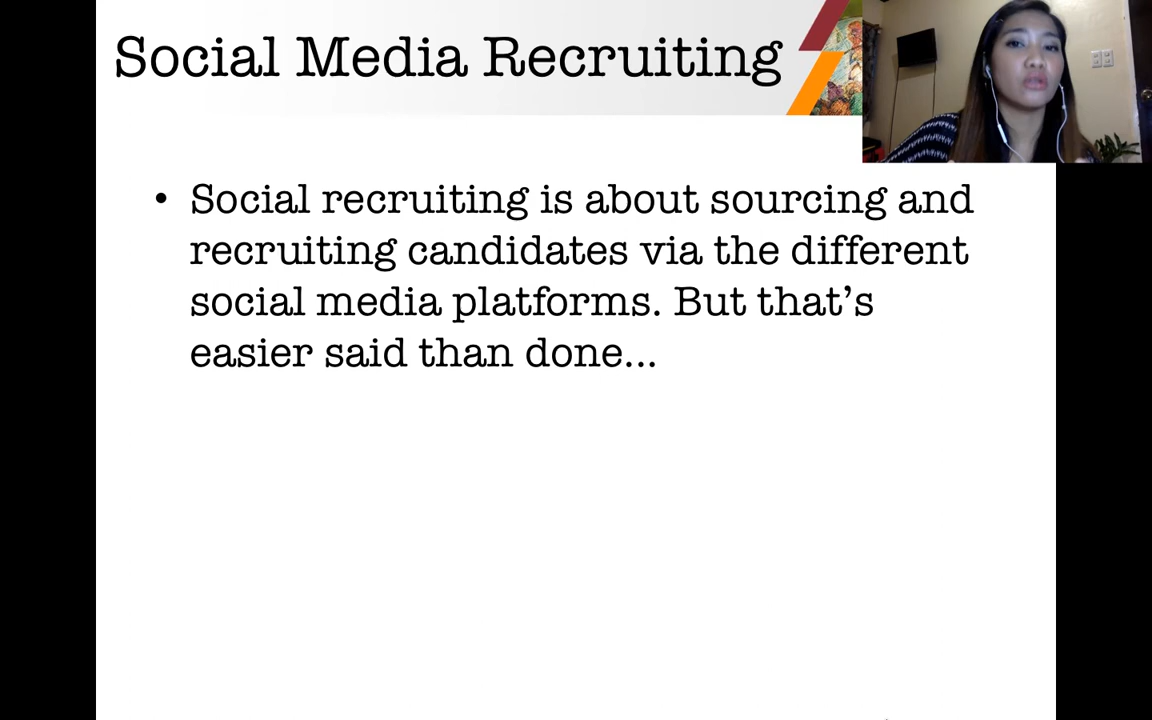 Social Media Recruiting
• Social recruiting is about sourcing and
recruiting candidates via the different
social media platforms. But that’s
easier said than done...